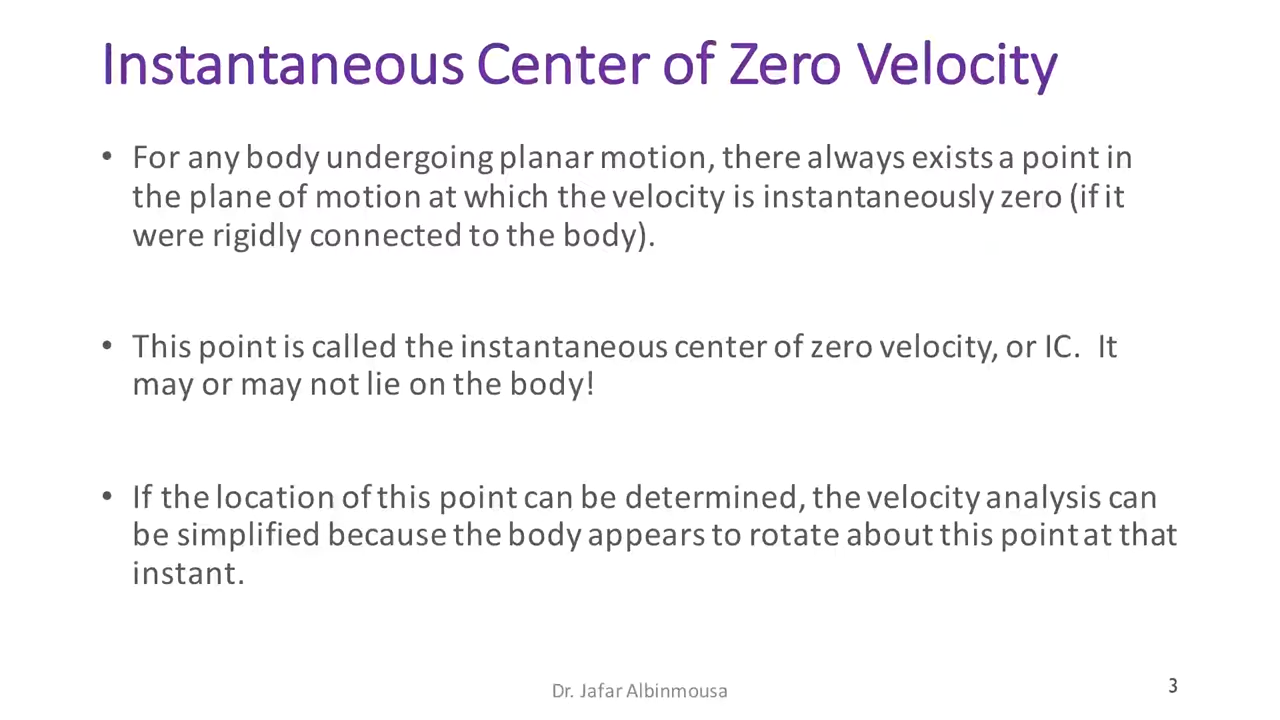 Instantaneous Center of Zero Velocity
• For any body undergoing planar motion, there always exists a point in
the plane of motion at which the velocity is instantaneously zero (if it
were rigidly connected to the body).
• This point is called the instantaneous center of zero velocity, or IC.  It
may or may not lie on the body!
• If the location of this point can be determined, the velocity analysis can
be simplified because the body appears to rotate about this point at that
instant.
Dr. Jafar Albinmousa
3